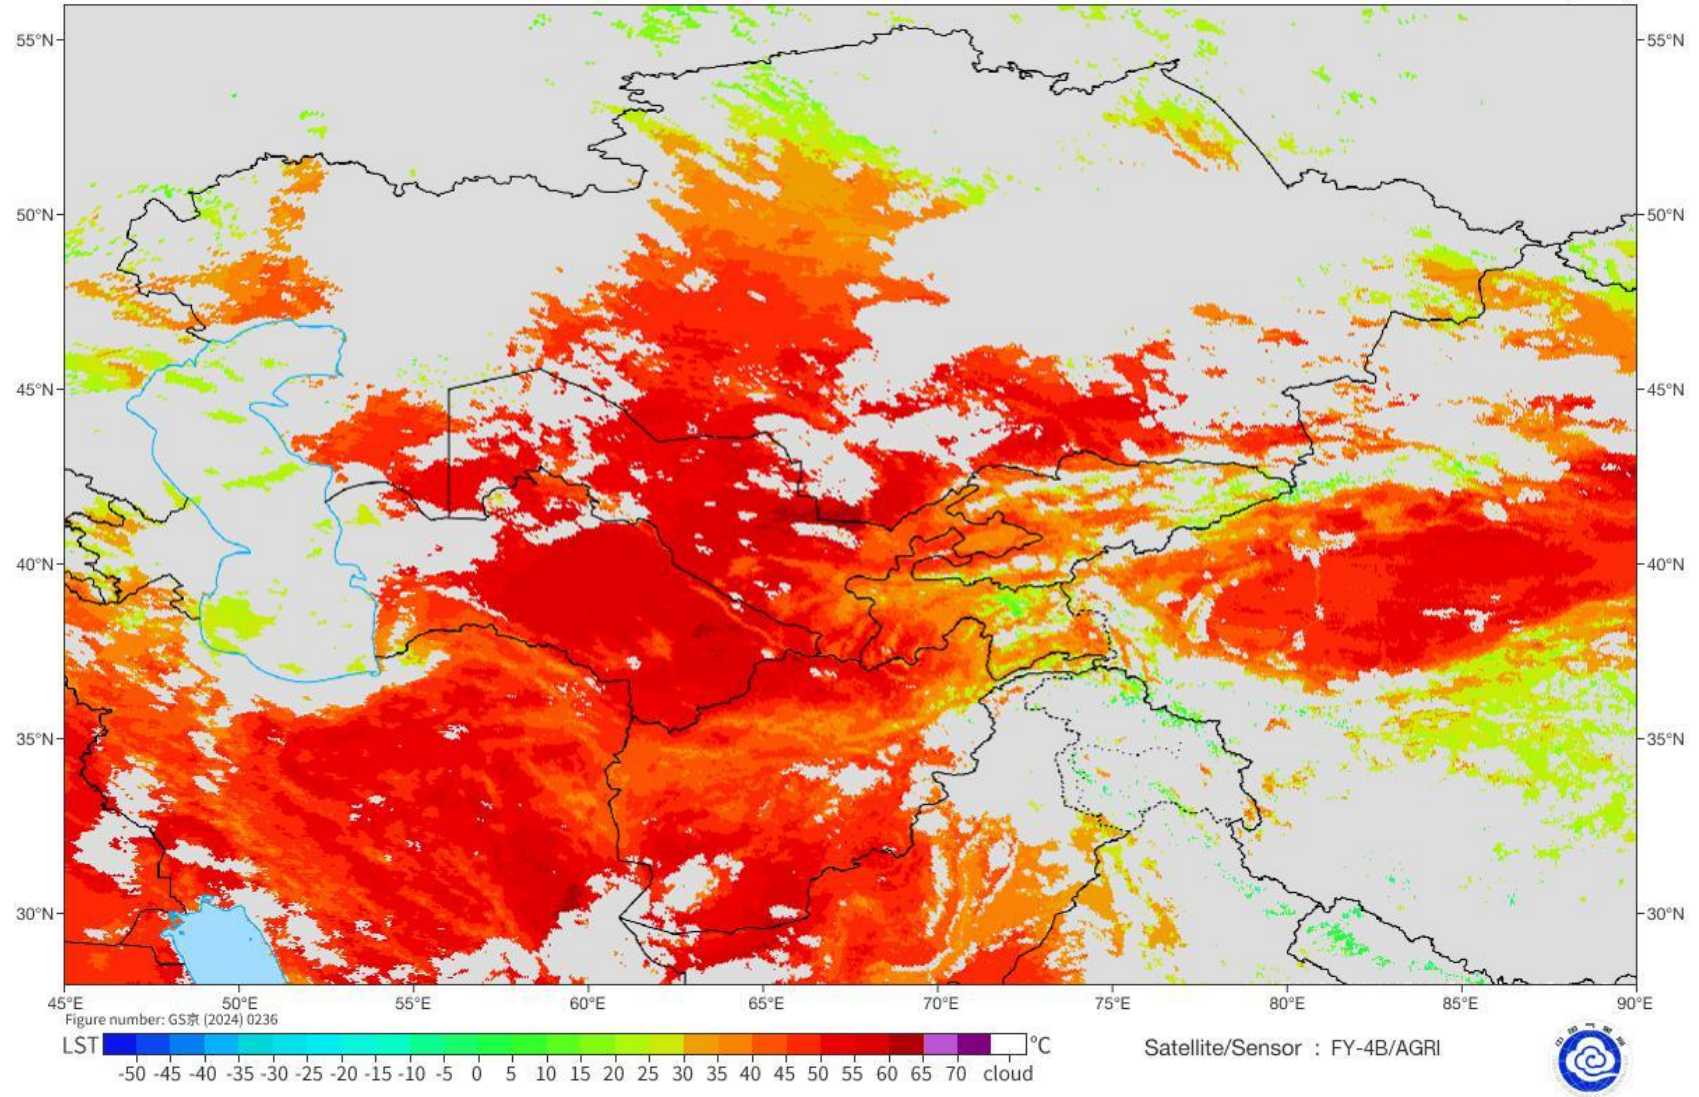 55°N 55°N
50°N 50°N
45°N 45°N
40°N 40°N
35°N 35°N
30°N 30°N
45°E 50°E 55°E 60°E 65°E 70°E 75°E 80°E 85°E 90°E
Figure number: GS京 (2024) 0236
LST °C Satellite/Sensor : FY-4B/AGRI
-50 -45 -40 -35 -30 -25 -20 -15 -10 -5 0 5 10 15 20 25 30 35 40 45 50 55 60 65 70 cloud